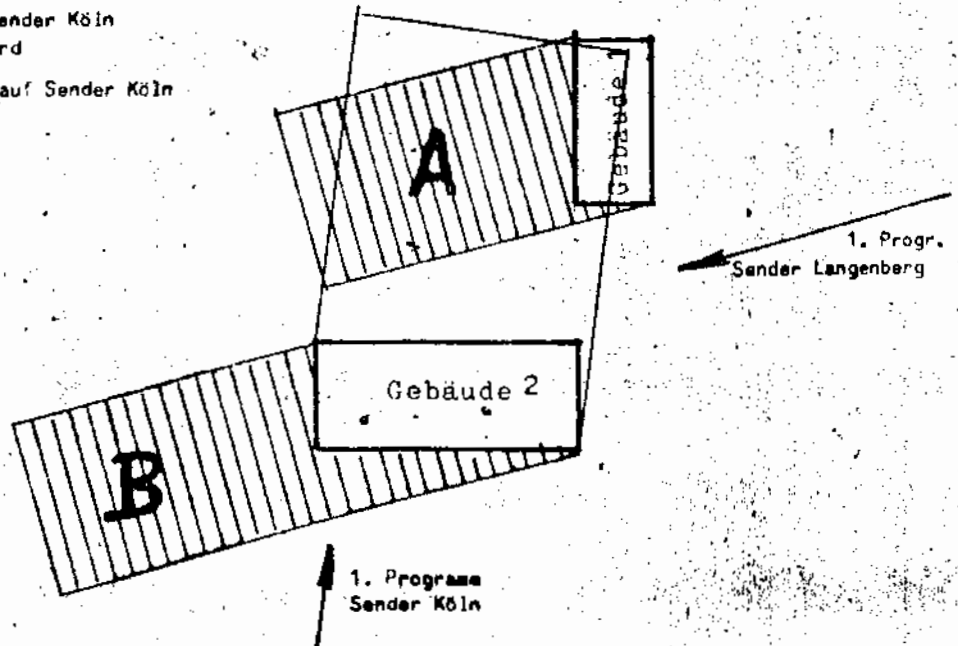 ender Köln
rd
auf Sender Köln
Gebäude 1
A
1. Progr.
Sender Langenberg
Gebäude 2
B
1. Programm
Sender Köln